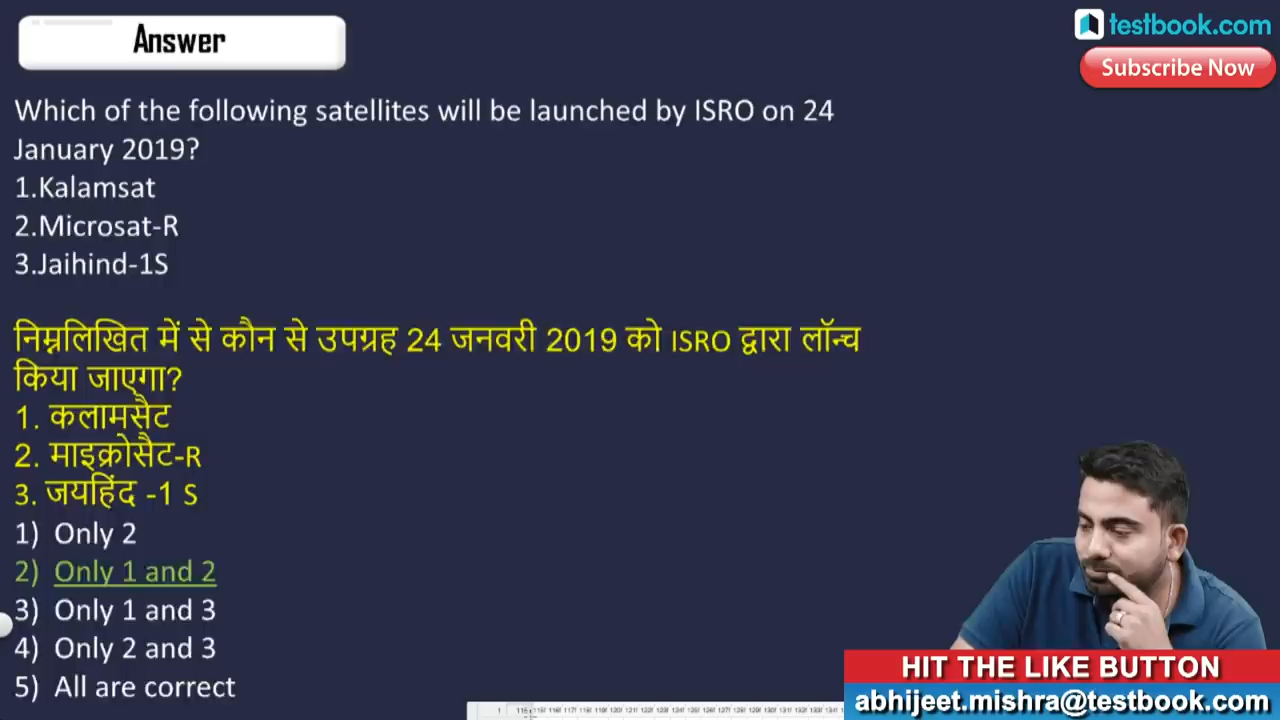 Answer
testbook.com
Subscribe Now
Which of the following satellites will be launched by ISRO on 24
January 2019?
1.Kalamsat
2.Microsat-R
3.Jaihind-1S
निम्नलिखित में से कौन से उपग्रह 24 जनवरी 2019 को ISRO द्वारा लॉन्च
किया जाएगा?
1. कलामसैट
2. माइक्रोसैट-R
3. जयहिंद -1 S
1) Only 2
2) Only 1 and 2
3) Only 1 and 3
4) Only 2 and 3
5) All are correct
HIT THE LIKE BUTTON
abhijeet.mishra@testbook.com